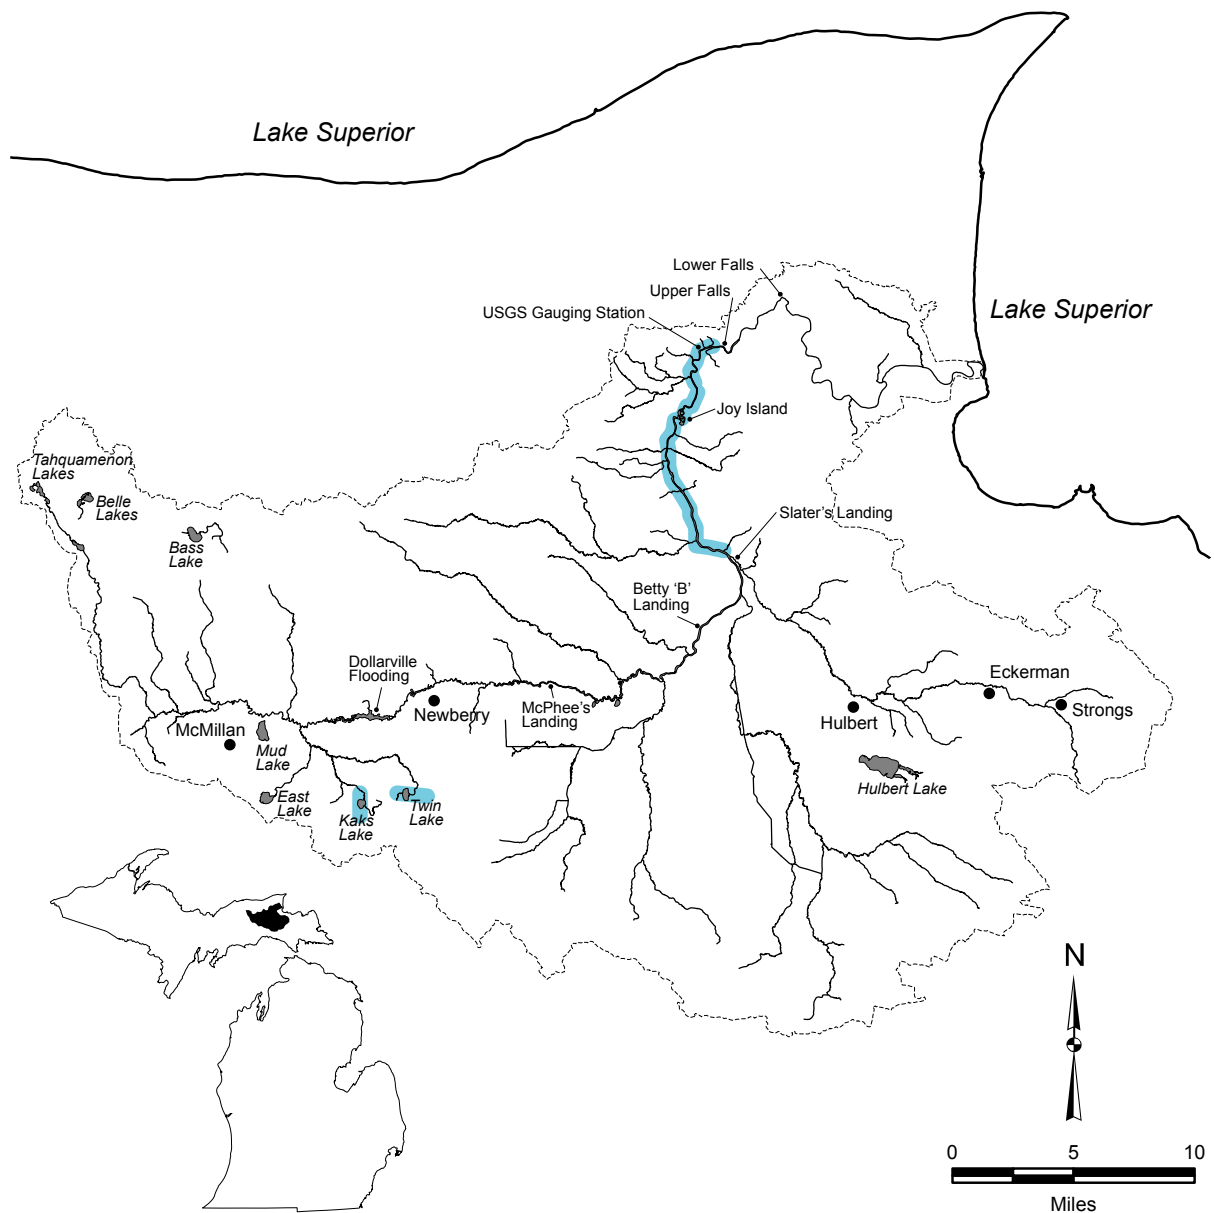 Lake Superior
Lower Falls
Upper Falls
USGS Gauging Station
Lake Superior
Joy Island
Tahquamenon
Lakes
Belle
Lakes
Slater's Landing
Bass
Lake
Betty 'B'
Landing
Dollarville
Flooding
Eckerman
McPhee's
Landing
Newberry
Hulbert
Strongs
McMillan
Mud
Lake
Hulbert Lake
East
Lake
Twin
Lake
Kaks
Lake
N
0 5 10
Miles